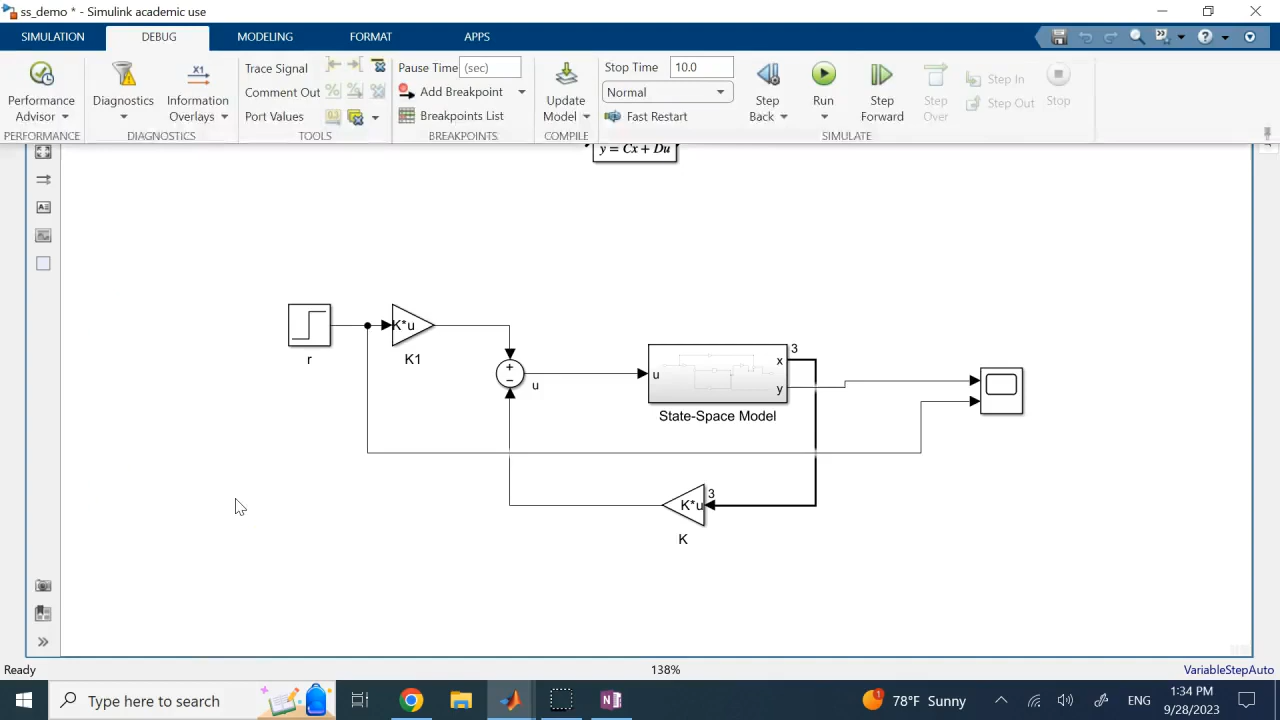 ss_demo * - Simulink academic use
SIMULATION DEBUG MODELING FORMAT APPS
Performance Advisor
PERFORMANCE
Diagnostics
Information Overlays
DIAGNOSTICS
Trace Signal
Comment Out
Port Values
TOOLS
Pause Time (sec)
Add Breakpoint
Breakpoints List
BREAKPOINTS
Update Model
COMPILE
Stop Time 10.0
Normal
Fast Restart
Step Back
Run
Step Forward
Step Over
Step In
Step Out
Stop
SIMULATE
y = Cx + Du
r
K*u
K1
+
−
u
u
x
y
3
State-Space Model
K*u
3
K
Ready 138% VariableStepAuto
Type here to search
1
78°F Sunny
ENG
1:34 PM
9/28/2023